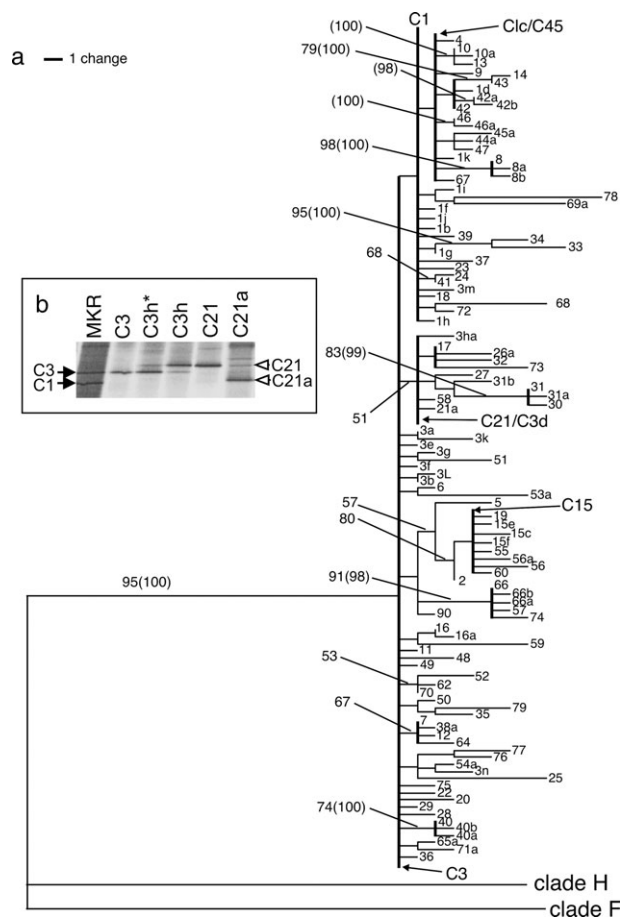 a
1 change
C1
Clc/C45
(100)
4
10
10a
13
79(100)
9
14
43
(98)
1d
42a
42b
42
(100)
46
46a
45a
44a
47
98(100)
1k
8
8a
8b
67
1i
78
69a
1f
1j
1b
95(100)
39
34
1g
33
37
68
23
24
41
3m
18
68
72
1h
b
MKR
C3
C3h*
C3h
C21
C21a
C3
C1
C21
C21a
3ha
17
26a
32
73
83(99)
27
31b
31
31a
30
51
58
21a
C21/C3d
3a
3k
3e
3g
51
3f
3L
3b
6
53a
57
5
C15
19
15e
15c
15f
55
56a
56
60
80
2
91(98)
66
66b
66a
57
74
90
95(100)
16
16a
59
11
48
49
53
52
62
70
50
79
35
67
7
38a
12
64
77
76
54a
3n
25
75
22
20
29
28
74(100)
40
40b
40a
65a
71a
36
C3
clade H
clade F